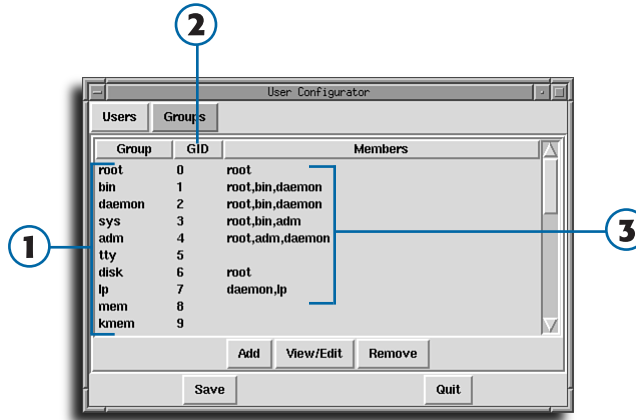 2
User Configurator
Users Groups
Group GID Members
root 0 root
bin 1 root,bin,daemon
daemon 2 root,bin,daemon
sys 3 root,bin,adm
adm 4 root,adm,daemon
tty 5
disk 6 root
lp 7 daemon,lp
mem 8
kmem 9
1
3
Add View/Edit Remove
Save Quit